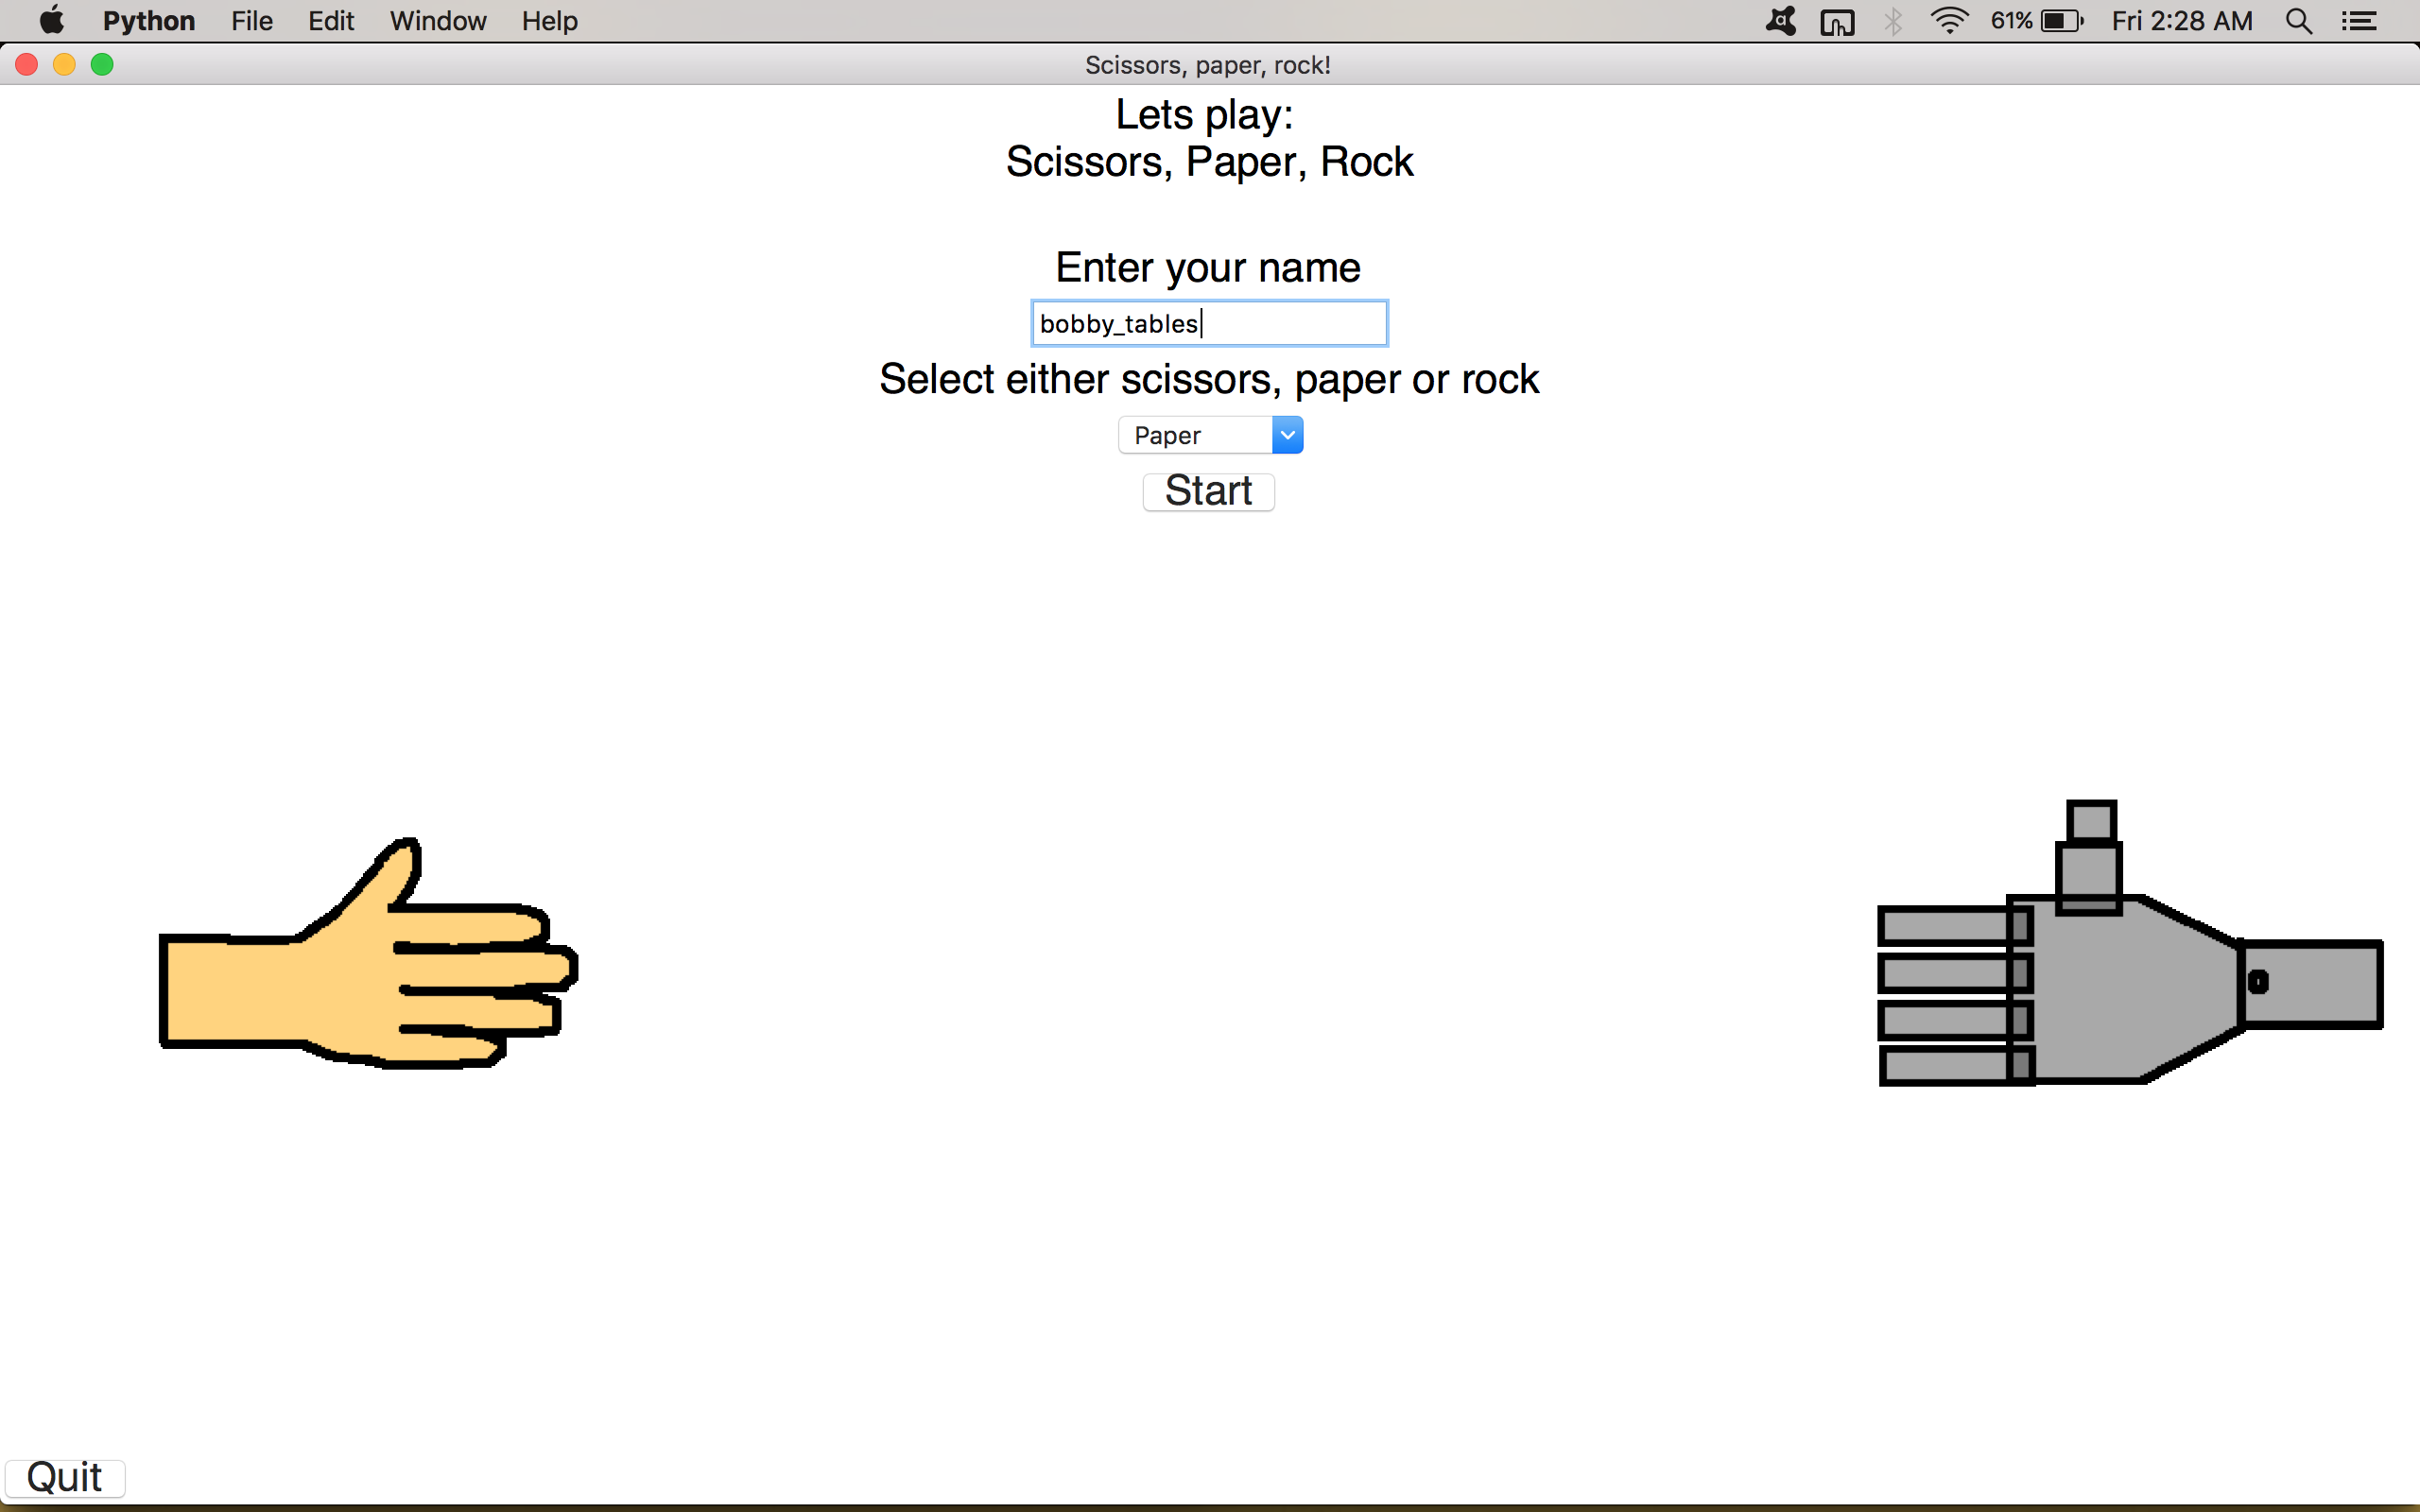 Python File Edit Window Help 61% Fri 2:28 AM
Scissors, paper, rock!
Lets play:
Scissors, Paper, Rock
Enter your name
bobby_tables
Select either scissors, paper or rock
Paper
Start
Quit